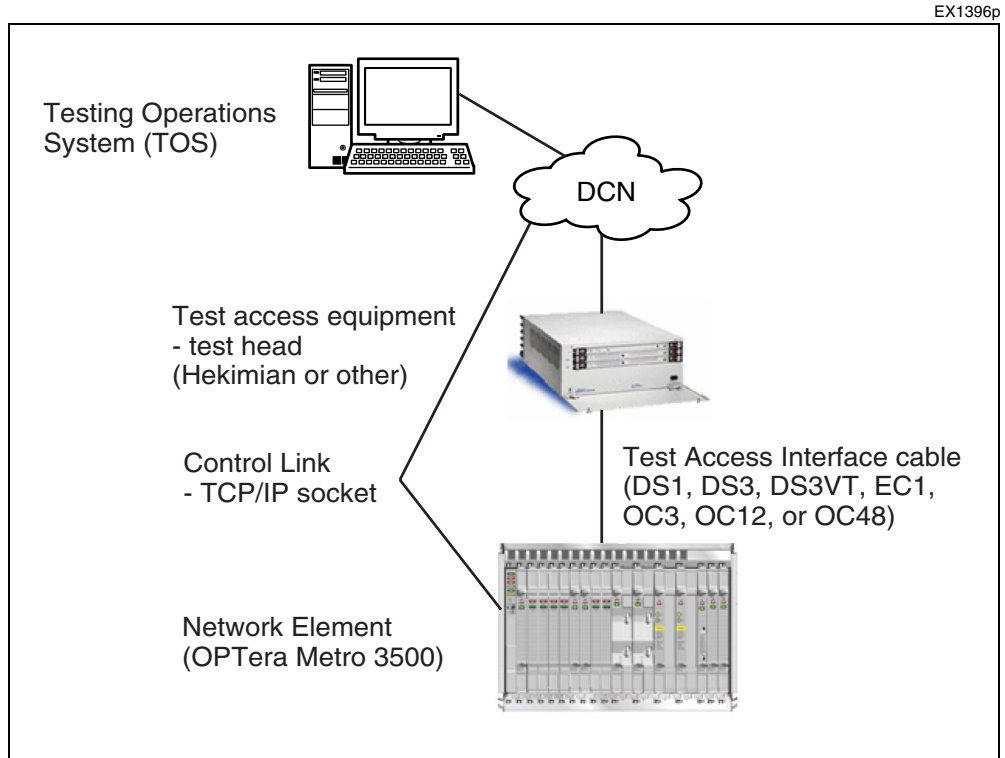 EX1396p
Testing Operations
System (TOS)
DCN
Test access equipment
- test head
(Hekimian or other)
Control Link
- TCP/IP socket
Test Access Interface cable
(DS1, DS3, DS3VT, EC1,
OC3, OC12, or OC48)
Network Element
(OPTera Metro 3500)